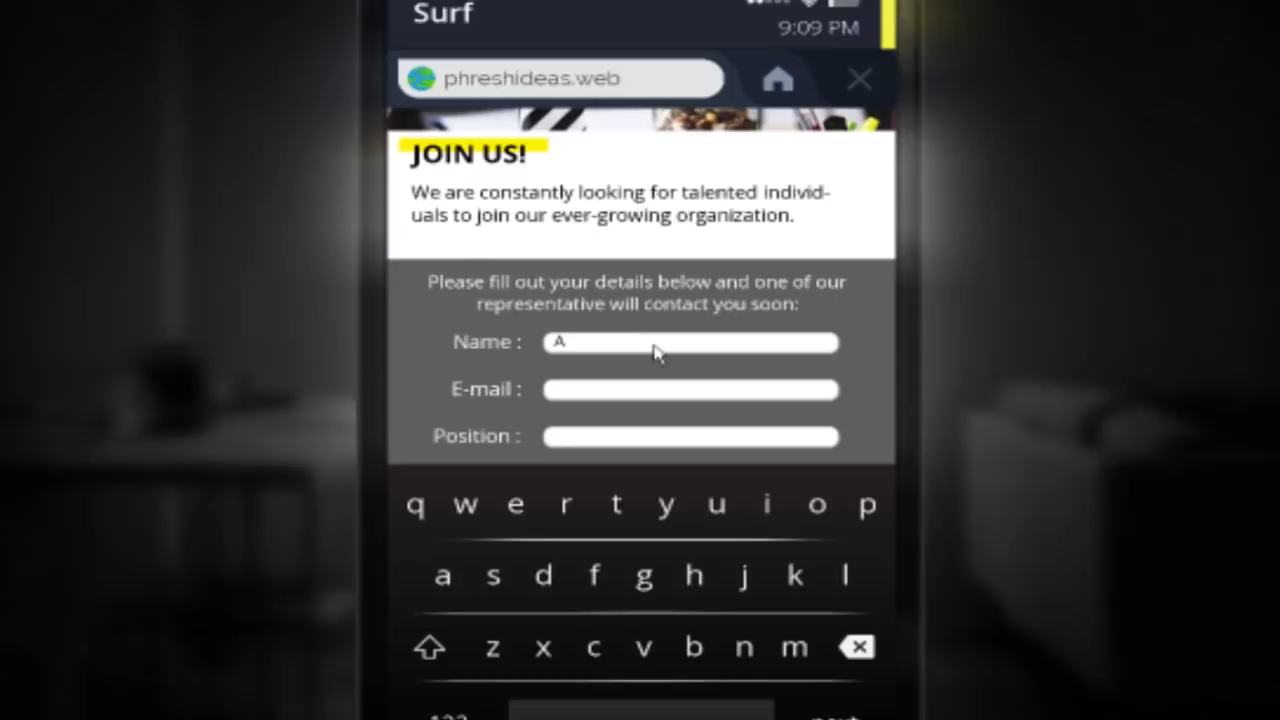 Surf
9:09 PM
phreshideas.web
JOIN US!
We are constantly looking for talented individ-
uals to join our ever-growing organization.
Please fill out your details below and one of our
representative will contact you soon:
Name : A
E-mail :
Position :
q w e r t y u i o p
a s d f g h j k l
z x c v b n m